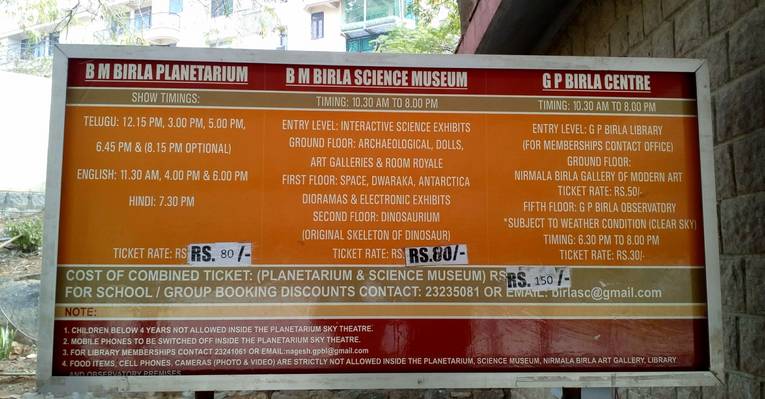 B M BIRLA PLANETARIUM
SHOW TIMINGS:
TELUGU: 12.15 PM, 3.00 PM, 5.00 PM,
6.45 PM & (8.15 PM OPTIONAL)
ENGLISH: 11.30 AM, 4.00 PM & 6.00 PM
HINDI: 7.30 PM
TICKET RATE: RS RS. 80 /-
B M BIRLA SCIENCE MUSEUM
TIMING: 10.30 AM TO 8.00 PM
ENTRY LEVEL: INTERACTIVE SCIENCE EXHIBITS
GROUND FLOOR: ARCHAEOLOGICAL, DOLLS,
ART GALLERIES & ROOM ROYALE
FIRST FLOOR: SPACE, DWARAKA, ANTARCTICA
DIORAMAS & ELECTRONIC EXHIBITS
SECOND FLOOR: DINOSAURIUM
(ORIGINAL SKELETON OF DINOSAUR)
TICKET RATE: RS. RS.80/-
G P BIRLA CENTRE
TIMING: 10.30 AM TO 8.00 PM
ENTRY LEVEL: G P BIRLA LIBRARY
(FOR MEMBERSHIPS CONTACT OFFICE)
GROUND FLOOR:
NIRMALA BIRLA GALLERY OF MODERN ART
TICKET RATE: RS.50/-
FIFTH FLOOR: G P BIRLA OBSERVATORY
*SUBJECT TO WEATHER CONDITION (CLEAR SKY)
TIMING: 6.30 PM TO 8.00 PM
TICKET RATE: RS.30/-
COST OF COMBINED TICKET: (PLANETARIUM & SCIENCE MUSEUM) RS RS. 150 /-
FOR SCHOOL / GROUP BOOKING DISCOUNTS CONTACT: 23235081 OR EMAIL: birlasc@gmail.com
NOTE:
1. CHILDREN BELOW 4 YEARS NOT ALLOWED INSIDE THE PLANETARIUM SKY THEATRE.
2. MOBILE PHONES TO BE SWITCHED OFF INSIDE THE PLANETARIUM SKY THEATRE.
3. FOR LIBRARY MEMBERSHIPS CONTACT 23241061 OR EMAIL:nagesh.gpbl@gmail.com
4. FOOD ITEMS, CELL PHONES, CAMERAS (PHOTO & VIDEO) ARE STRICTLY NOT ALLOWED INSIDE THE PLANETARIUM, SCIENCE MUSEUM, NIRMALA BIRLA ART GALLERY, LIBRARY
AND OBSERVATORY PREMISES